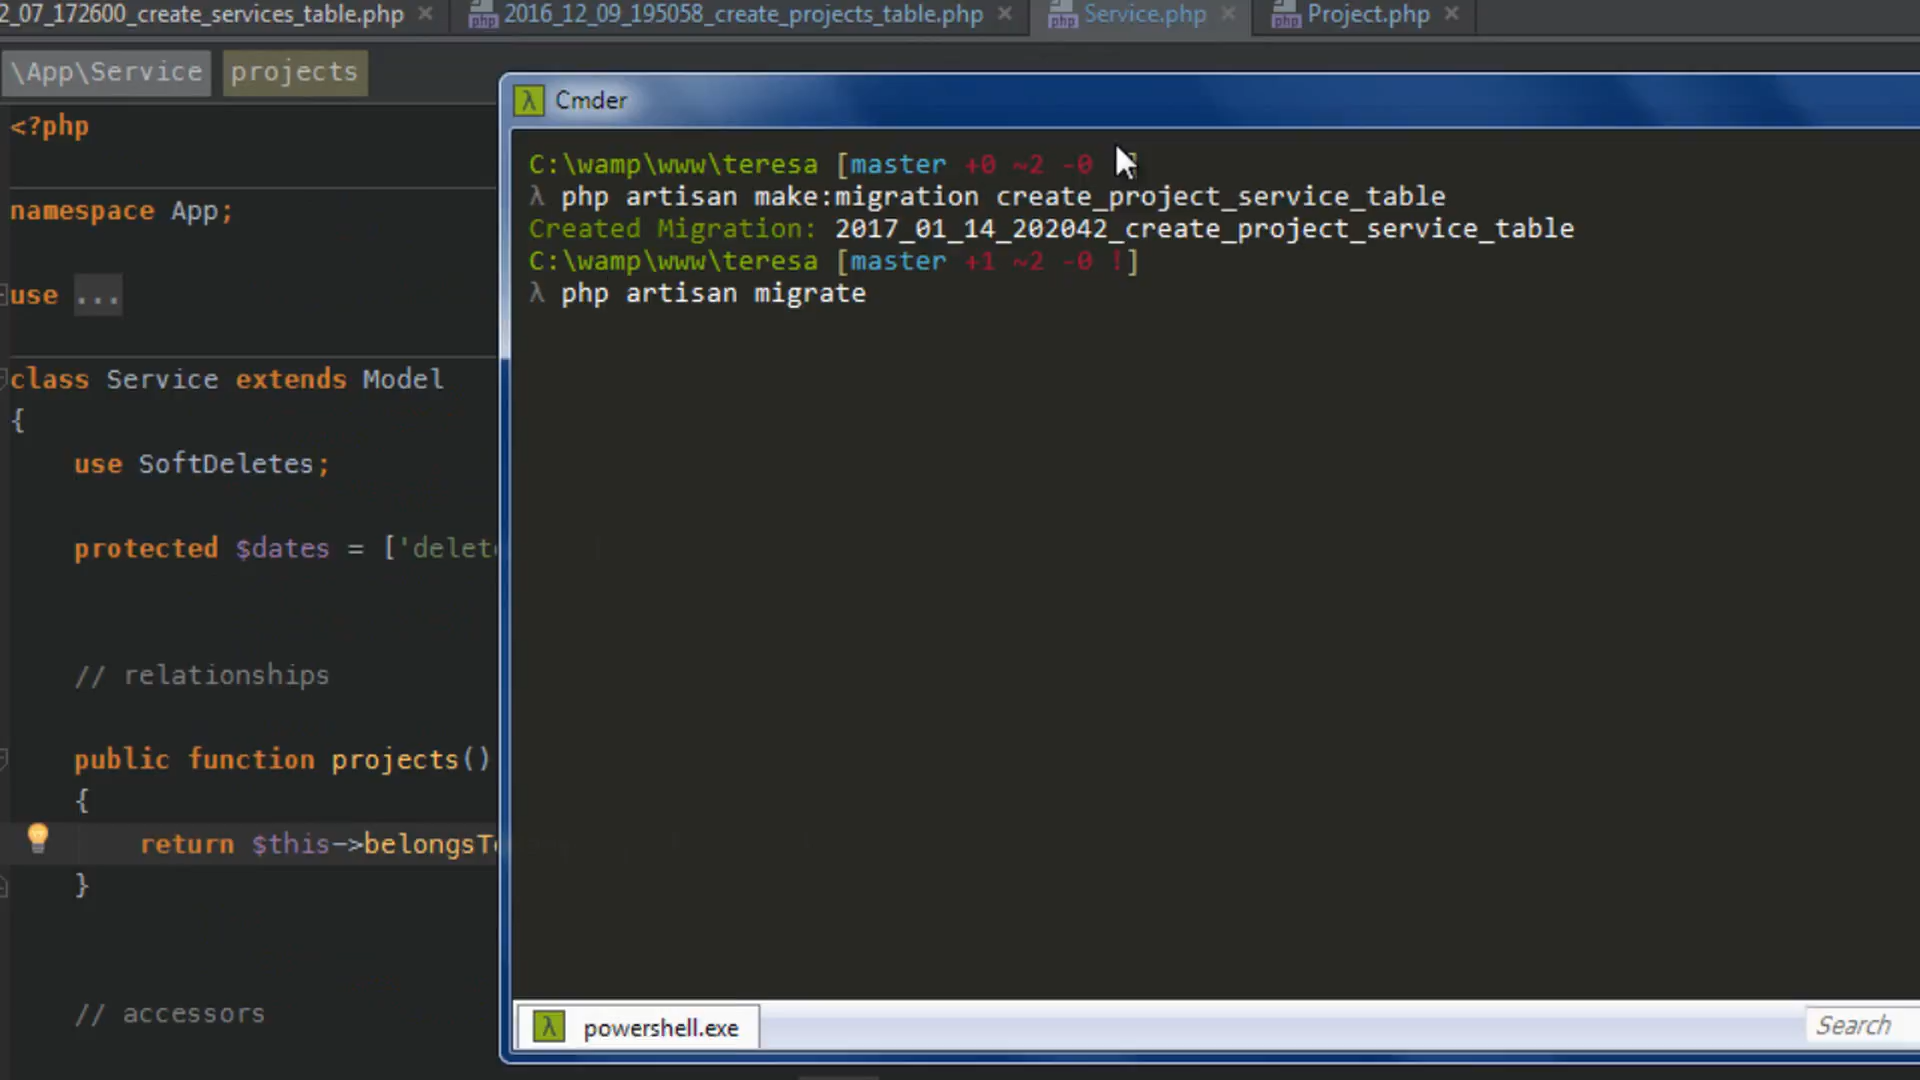 2_07_172600_create_services_table.php 2016_12_09_195058_create_projects_table.php Service.php Project.php
\App\Service projects
<?php
namespace App;
use ...
class Service extends Model
{
use SoftDeletes;
protected $dates = ['delete
// relationships
public function projects()
{
return $this->belongsTo
}
// accessors
Cmder
C:\wamp\www\teresa [master +0 ~2 -0 ]
λ php artisan make:migration create_project_service_table
Created Migration: 2017_01_14_202042_create_project_service_table
C:\wamp\www\teresa [master +1 ~2 -0 !]
λ php artisan migrate
powershell.exe
Search